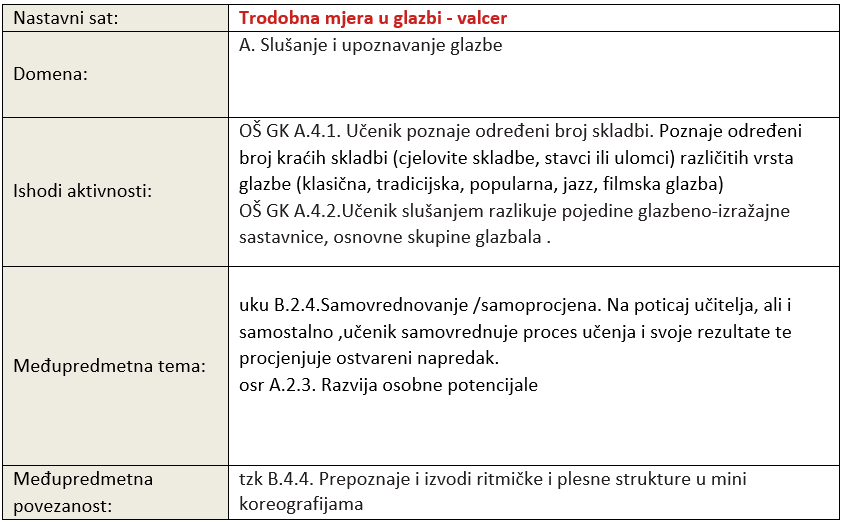 Nastavni sat:
Trodobna mjera u glazbi - valcer
Domena:
A. Slušanje i upoznavanje glazbe
Ishodi aktivnosti:
OŠ GK A.4.1. Učenik poznaje određeni broj skladbi. Poznaje određeni
broj kraćih skladbi (cjelovite skladbe, stavci ili ulomci) različitih vrsta
glazbe (klasična, tradicijska, popularna, jazz, filmska glazba)
OŠ GK A.4.2.Učenik slušanjem razlikuje pojedine glazbeno-izražajne
sastavnice, osnovne skupine glazbala .
Međupredmetna tema:
uku B.2.4.Samovrednovanje /samoprocjena. Na poticaj učitelja, ali i
samostalno ,učenik samovrednuje proces učenja i svoje rezultate te
procjenjuje ostvareni napredak.
osr A.2.3. Razvija osobne potencijale
Međupredmetna
povezanost:
tzk B.4.4. Prepoznaje i izvodi ritmičke i plesne strukture u mini
koreografijama